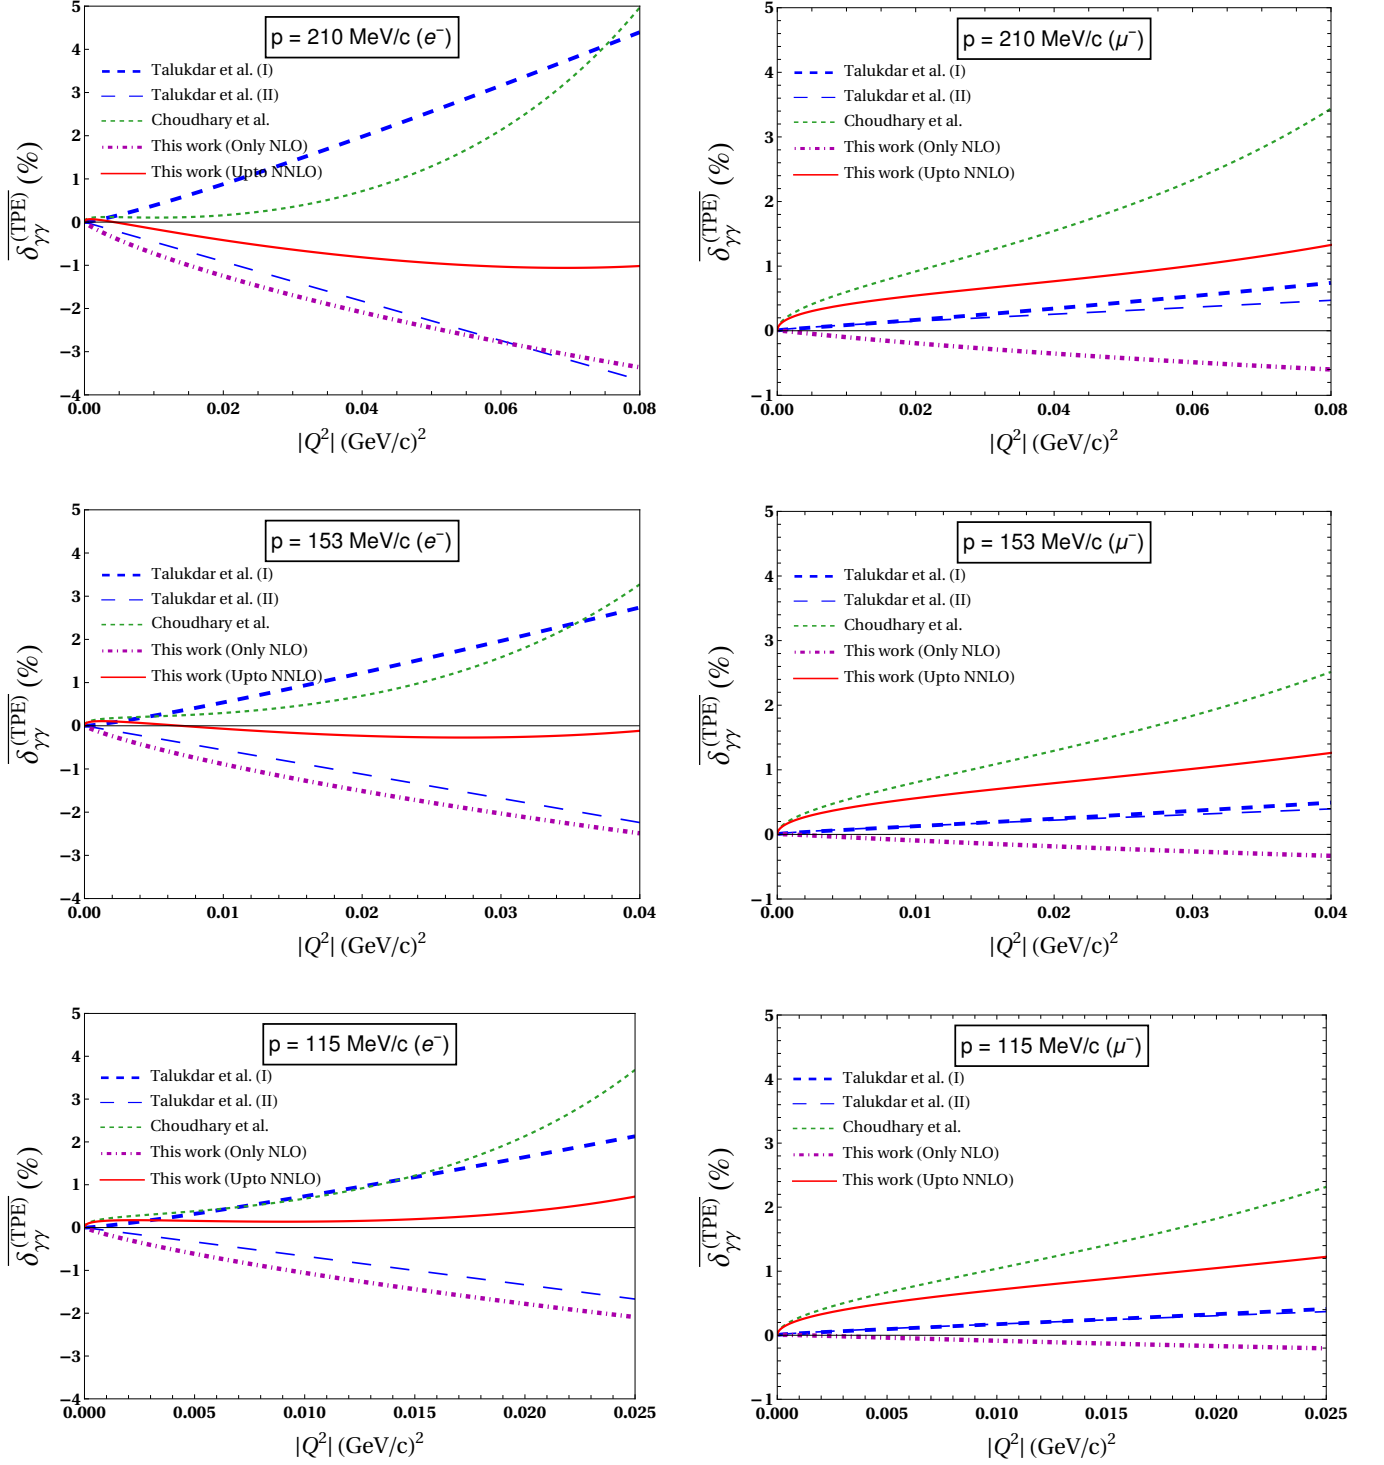 p = 210 MeV/c (e⁻)
Talukdar et al. (I)
Talukdar et al. (II)
Choudhary et al.
This work (Only NLO)
This work (Upto NNLO)
5
4
3
2
1
0
−1
−2
−3
−4
0.00 0.02 0.04 0.06 0.08
|Q²| (GeV/c)²
δγγ(TPE) (%)
p = 210 MeV/c (μ⁻)
Talukdar et al. (I)
Talukdar et al. (II)
Choudhary et al.
This work (Only NLO)
This work (Upto NNLO)
5
4
3
2
1
0
−1
0.00 0.02 0.04 0.06 0.08
|Q²| (GeV/c)²
δγγ(TPE) (%)
p = 153 MeV/c (e⁻)
Talukdar et al. (I)
Talukdar et al. (II)
Choudhary et al.
This work (Only NLO)
This work (Upto NNLO)
5
4
3
2
1
0
−1
−2
−3
−4
0.00 0.01 0.02 0.03 0.04
|Q²| (GeV/c)²
δγγ(TPE) (%)
p = 153 MeV/c (μ⁻)
Talukdar et al. (I)
Talukdar et al. (II)
Choudhary et al.
This work (Only NLO)
This work (Upto NNLO)
5
4
3
2
1
0
−1
0.00 0.01 0.02 0.03 0.04
|Q²| (GeV/c)²
δγγ(TPE) (%)
p = 115 MeV/c (e⁻)
Talukdar et al. (I)
Talukdar et al. (II)
Choudhary et al.
This work (Only NLO)
This work (Upto NNLO)
5
4
3
2
1
0
−1
−2
−3
−4
0.000 0.005 0.010 0.015 0.020 0.025
|Q²| (GeV/c)²
δγγ(TPE) (%)
p = 115 MeV/c (μ⁻)
Talukdar et al. (I)
Talukdar et al. (II)
Choudhary et al.
This work (Only NLO)
This work (Upto NNLO)
5
4
3
2
1
0
−1
0.000 0.005 0.010 0.015 0.020 0.025
|Q²| (GeV/c)²
δγγ(TPE) (%)